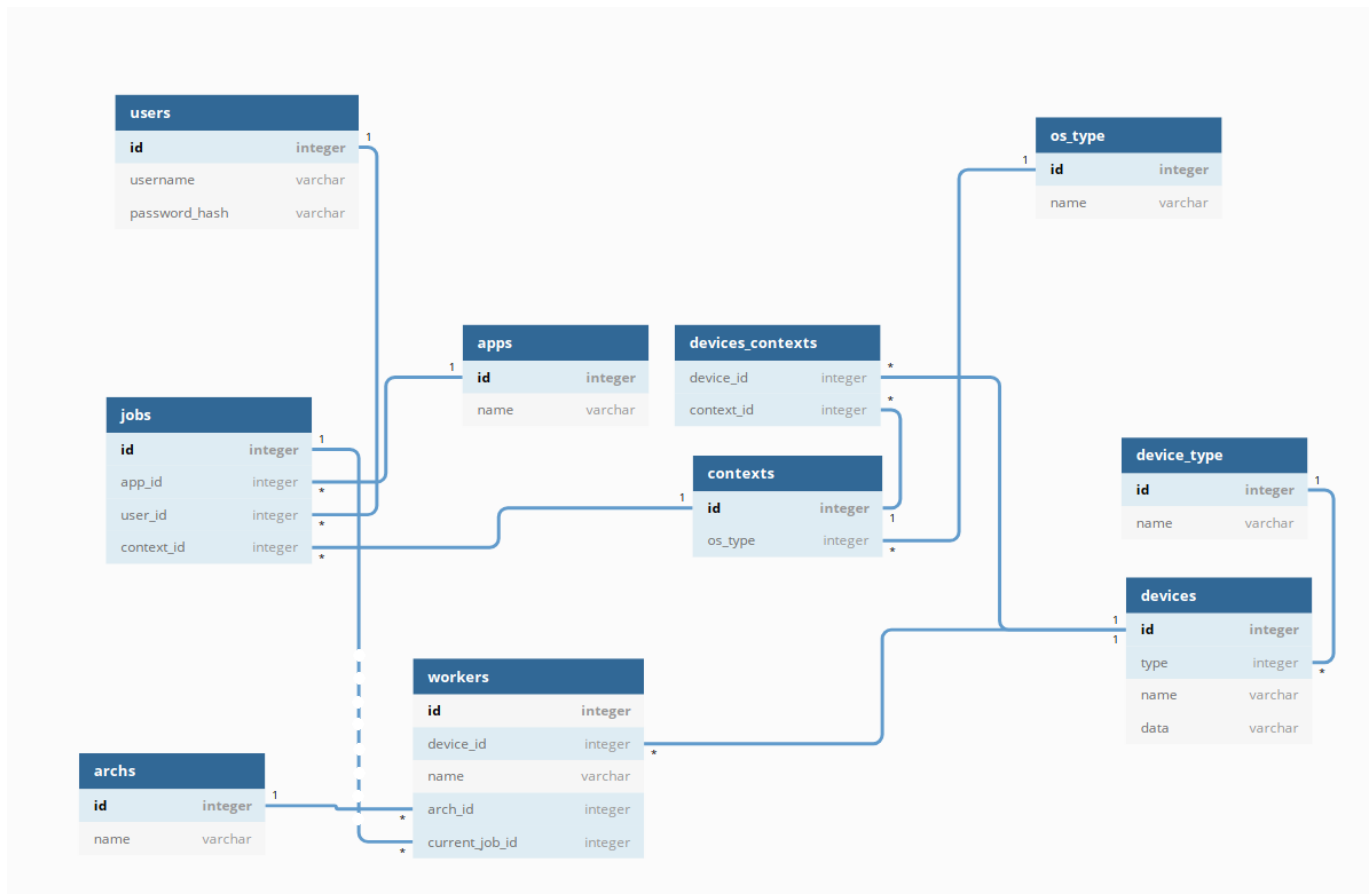 users
1
id integer
username varchar
password_hash varchar
os_type
1
id integer
name varchar
apps
1
id integer
name varchar
devices_contexts
*
device_id integer
*
context_id integer
jobs
1
id integer
app_id integer
*
user_id integer
*
context_id integer
*
contexts
1
id integer
1
os_type integer
*
device_type
1
id integer
name varchar
devices
1
id integer
1
type integer
*
name varchar
data varchar
workers
id integer
device_id integer
*
name varchar
arch_id integer
*
current_job_id integer
*
archs
1
id integer
name varchar